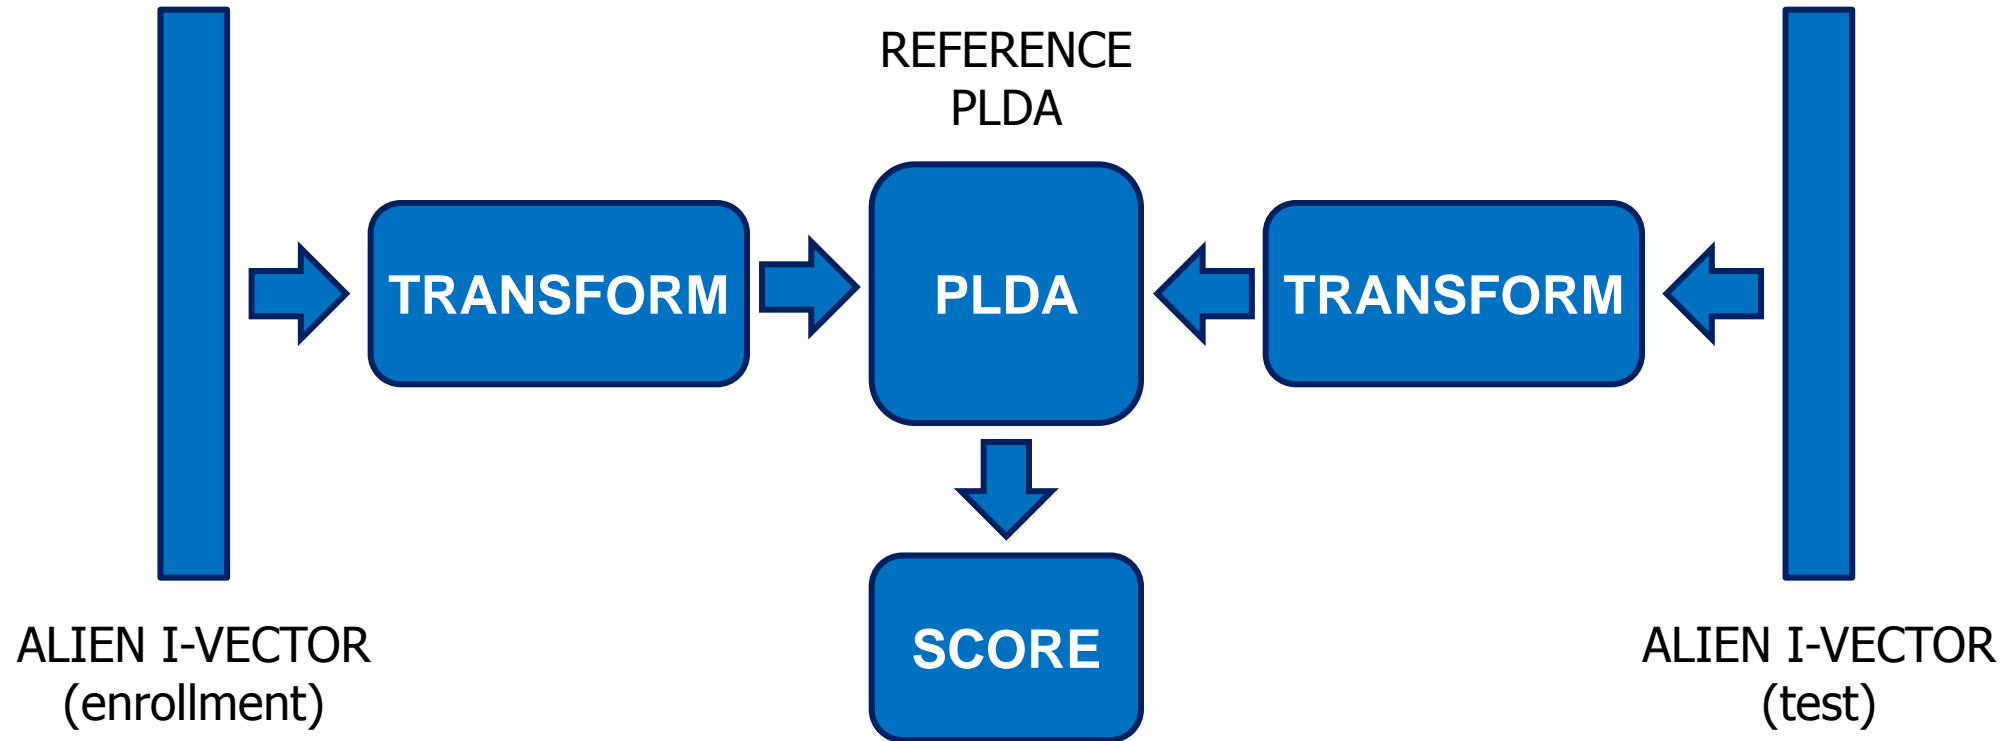 REFERENCE
PLDA
TRANSFORM
PLDA
TRANSFORM
SCORE
ALIEN I-VECTOR
(enrollment)
ALIEN I-VECTOR
(test)